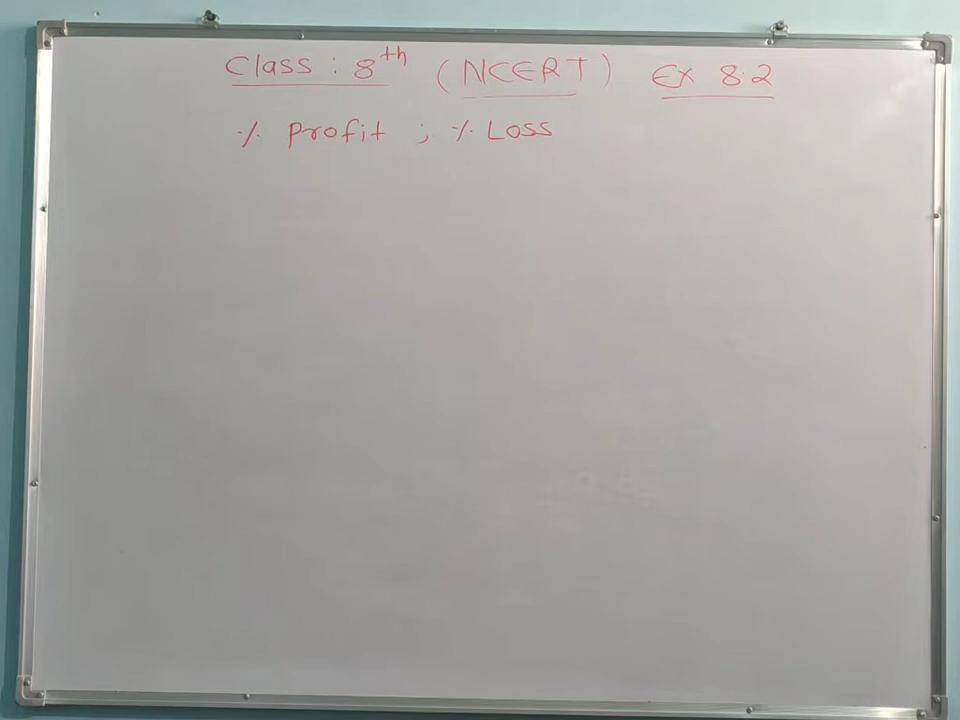 Class : 8th (NCERT) Ex 8.2
% Profit ; % Loss